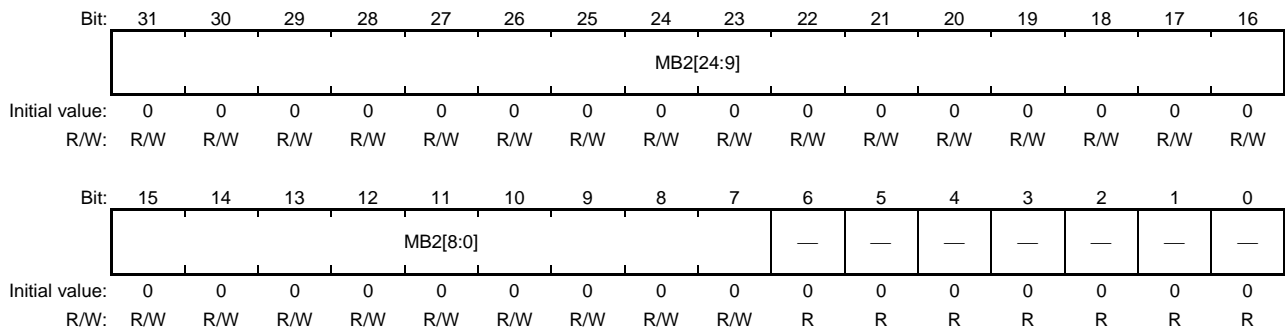 Bit: 31 30 29 28 27 26 25 24 23 22 21 20 19 18 17 16
MB2[24:9]
Initial value: 0 0 0 0 0 0 0 0 0 0 0 0 0 0 0 0
R/W: R/W R/W R/W R/W R/W R/W R/W R/W R/W R/W R/W R/W R/W R/W R/W R/W
Bit: 15 14 13 12 11 10 9 8 7 6 5 4 3 2 1 0
MB2[8:0] — — — — — — —
Initial value: 0 0 0 0 0 0 0 0 0 0 0 0 0 0 0 0
R/W: R/W R/W R/W R/W R/W R/W R/W R/W R/W R R R R R R R